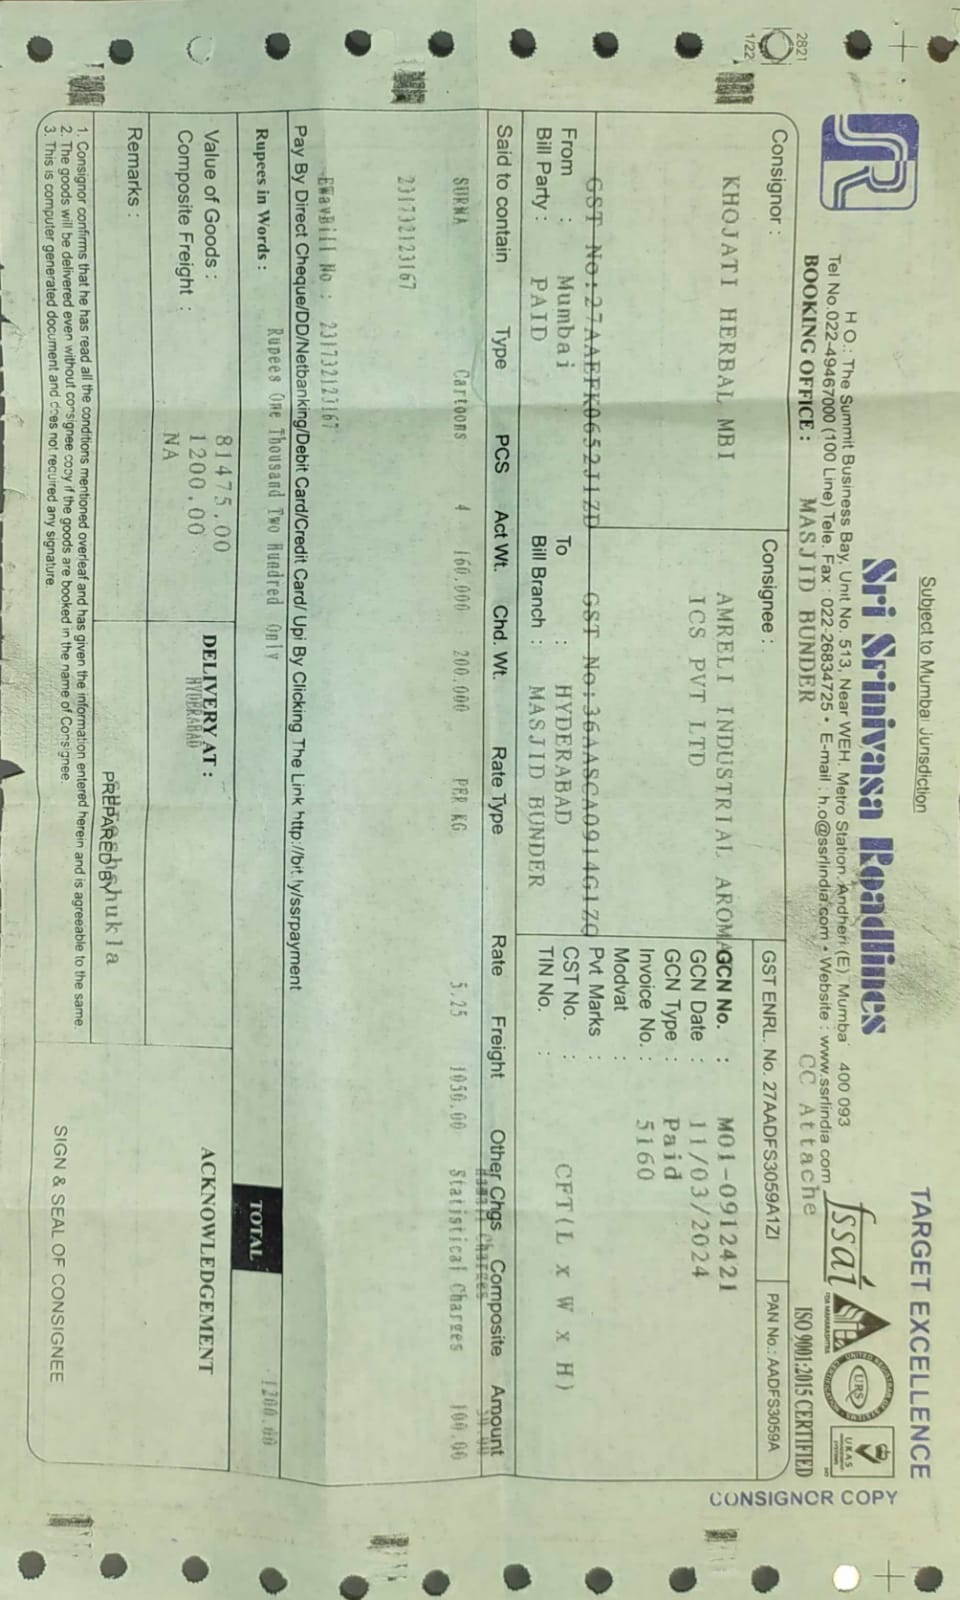 Subject to Mumbai Jurisdiction
TARGET EXCELLENCE
SR
Sri Srinivasa Roadlines
fssai
URS
UKAS
H.O.: The Summit Business Bay, Unit No. 513, Near WEH, Metro Station, Andheri (E), Mumbai 400 093
Tel No.022-49467000 (100 Line) Tele. Fax : 022-26834725 • E-mail : h.o@ssrlindia.com • Website : www.ssrlindia.com
ISO 9001:2015 CERTIFIED
BOOKING OFFICE : MASJID BUNDER CC Attache
2821
1/22
CONSIGNOR COPY
Consignor :
KHOJATI HERBAL MBI
GST No:27AAEFK0652J1ZD
Consignee :
AMRELI INDUSTRIAL AROMA
ICS PVT LTD
GST No:36AASCA0914G1ZQ
GST ENRL. No. 27AADFS3059A1ZI
PAN No.: AADFS3059A
GCN No. : M01-0912421
GCN Date : 11/03/2024
GCN Type : Paid
Invoice No. : 5160
Modvat :
Pvt Marks :
CST No. : CFT(L x W x H)
TIN No. :
From : Mumbai To : HYDERABAD
Bill Party : PAID Bill Branch : MASJID BUNDER
Said to contain Type PCS Act Wt. Chd. Wt. Rate Type Rate Freight Other Chgs Composite Amount
Hamali Charges 50.00
SURMA Cartoons 4 160.000 200.000 PER KG 5.25 1050.00 Statistical Charges 100.00
231732123167
EWayBill No : 231732123167
Pay By Direct Cheque/DD/Netbanking/Debit Card/Credit Card/ Upi By Clicking The Link http://bit.ly/ssrpayment
Rupees in Words : Rupees One Thousand Two Hundred Only
TOTAL 1200.00
Value of Goods : 81475.00
Composite Freight : 1200.00
NA
DELIVERY AT :
HYDERABAD
ACKNOWLEDGEMENT
Remarks :
PREPARED BY
SIGN & SEAL OF CONSIGNEE
1. Consignor confirms that he has read all the conditions mentioned overleaf and has given the information entered herein and is agreeable to the same.
2. The goods will be delivered even without consignee copy if the goods are booked in the name of Consignee.
3. This is computer generated document and does not required any signature.